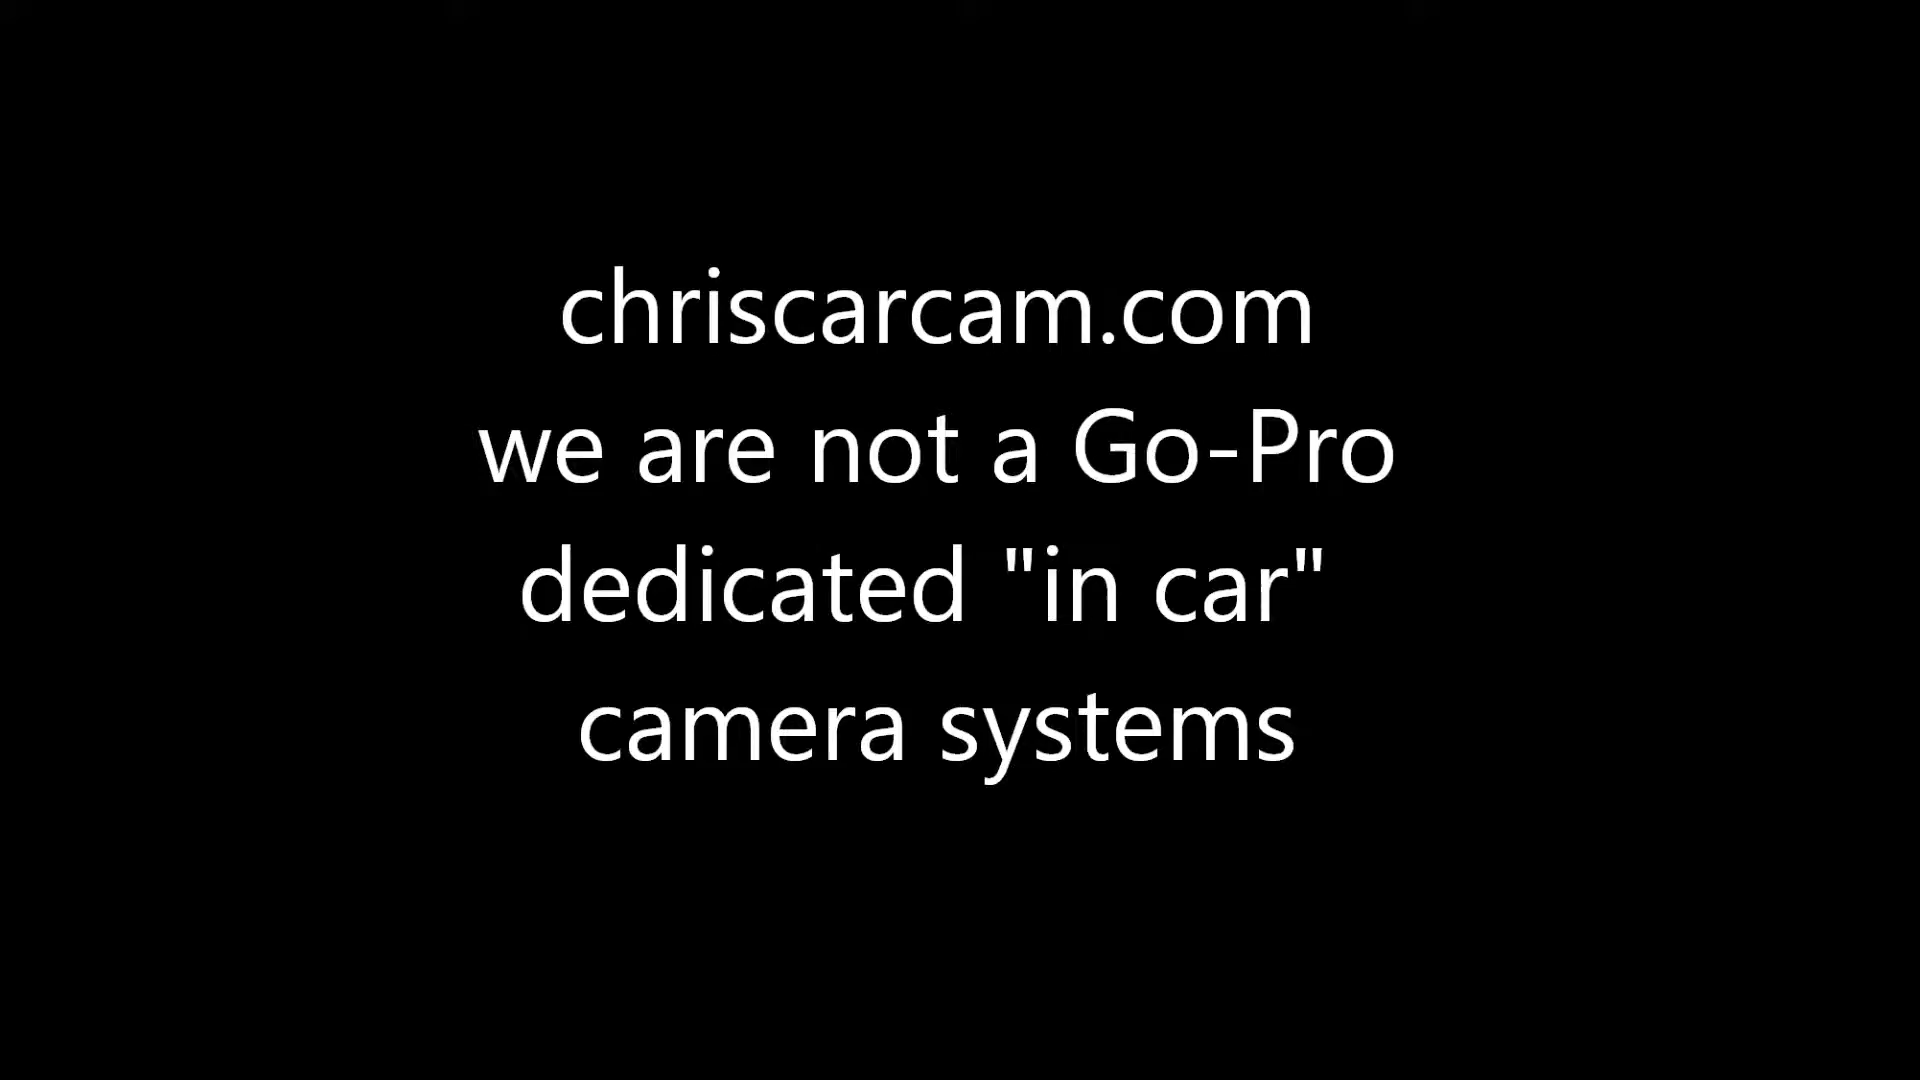 chriscarcam.com
we are not a Go-Pro
dedicated "in car"
camera systems